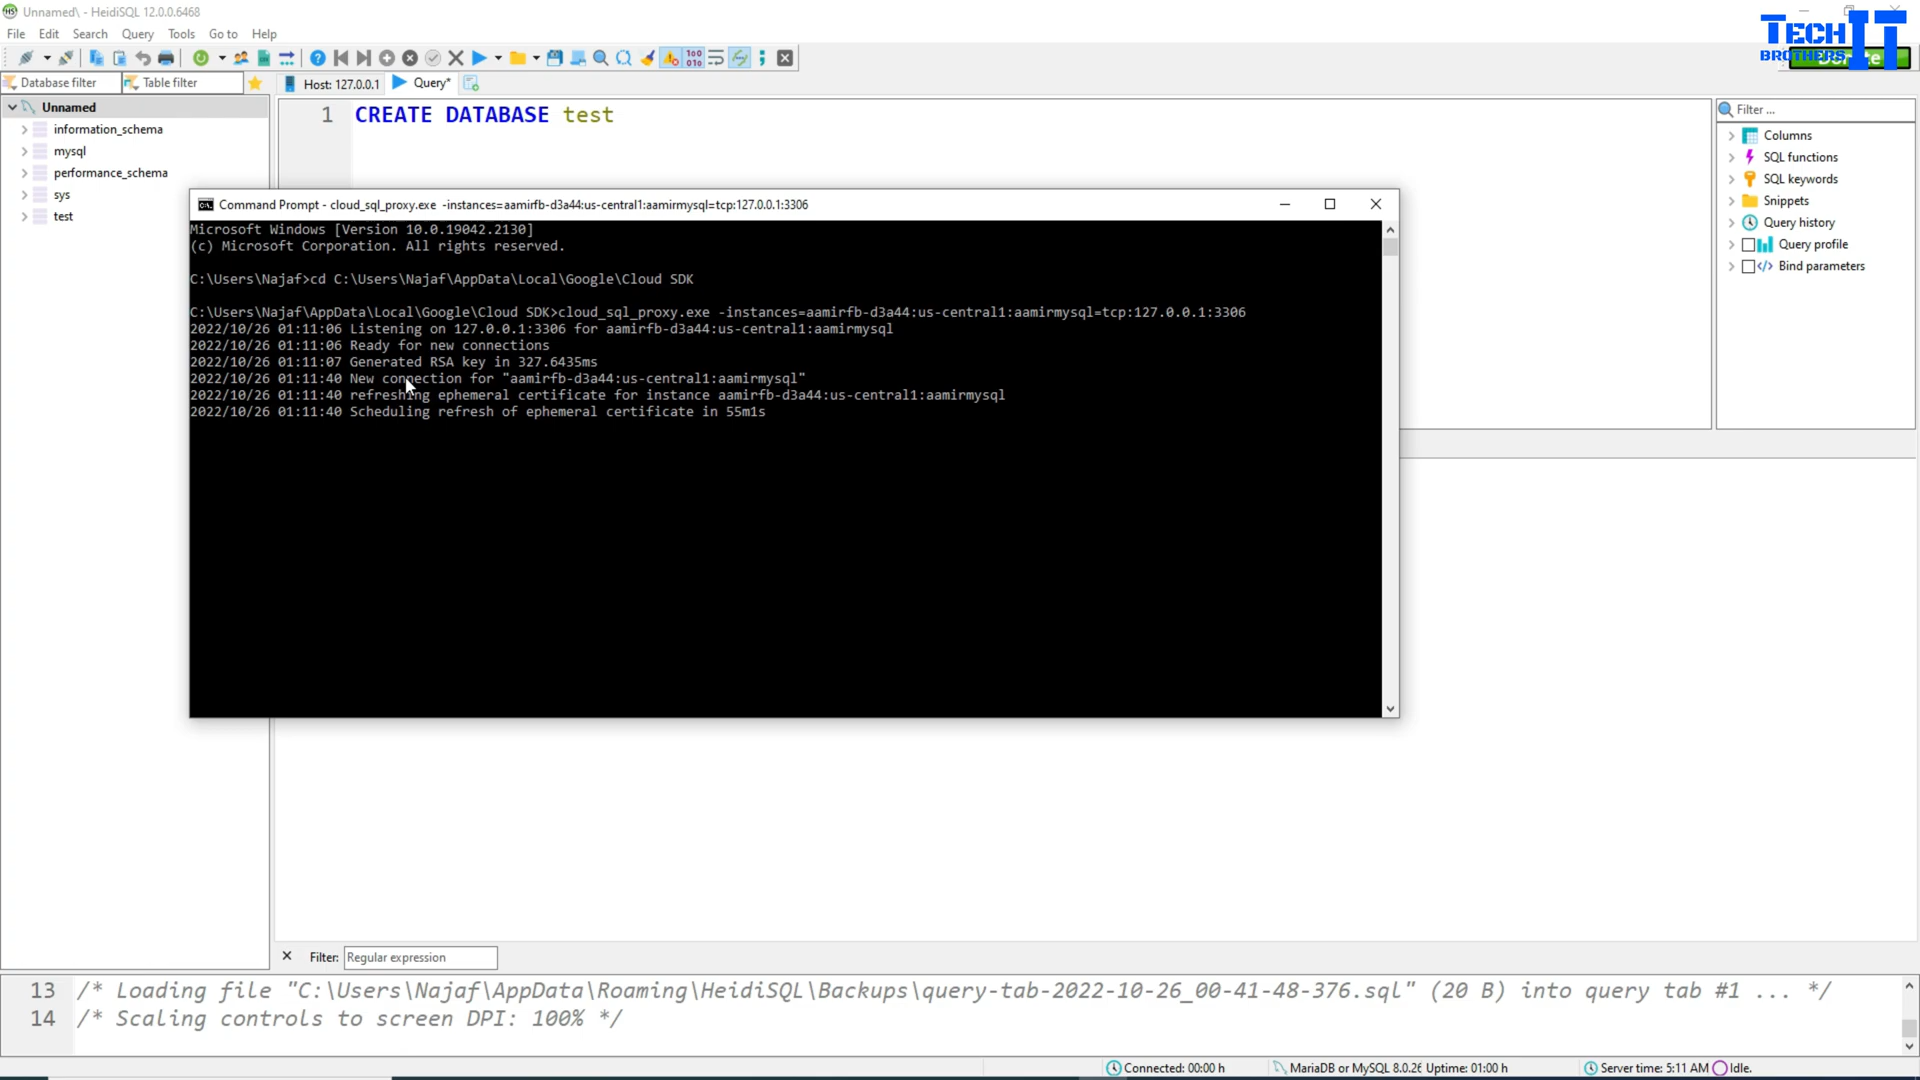 Unnamed\ - HeidiSQL 12.0.0.6468
File Edit Search Query Tools Go to Help
TECH IT
BROTHERS
Database filter Table filter Host: 127.0.0.1 Query*
Unnamed
information_schema
mysql
performance_schema
sys
test
1 CREATE DATABASE test
Filter ...
Columns
SQL functions
SQL keywords
Snippets
Query history
Query profile
Bind parameters
Command Prompt - cloud_sql_proxy.exe -instances=aamirfb-d3a44:us-central1:aamirmysql=tcp:127.0.0.1:3306
Microsoft Windows [Version 10.0.19042.2130]
(c) Microsoft Corporation. All rights reserved.
C:\Users\Najaf>cd C:\Users\Najaf\AppData\Local\Google\Cloud SDK
C:\Users\Najaf\AppData\Local\Google\Cloud SDK>cloud_sql_proxy.exe -instances=aamirfb-d3a44:us-central1:aamirmysql=tcp:127.0.0.1:3306
2022/10/26 01:11:06 Listening on 127.0.0.1:3306 for aamirfb-d3a44:us-central1:aamirmysql
2022/10/26 01:11:06 Ready for new connections
2022/10/26 01:11:07 Generated RSA key in 327.6435ms
2022/10/26 01:11:40 New connection for "aamirfb-d3a44:us-central1:aamirmysql"
2022/10/26 01:11:40 refreshing ephemeral certificate for instance aamirfb-d3a44:us-central1:aamirmysql
2022/10/26 01:11:40 Scheduling refresh of ephemeral certificate in 55m1s
Filter: Regular expression
13 /* Loading file "C:\Users\Najaf\AppData\Roaming\HeidiSQL\Backups\query-tab-2022-10-26_00-41-48-376.sql" (20 B) into query tab #1 ... */
14 /* Scaling controls to screen DPI: 100% */
Connected: 00:00 h MariaDB or MySQL 8.0.26 Uptime: 01:00 h Server time: 5:11 AM Idle.